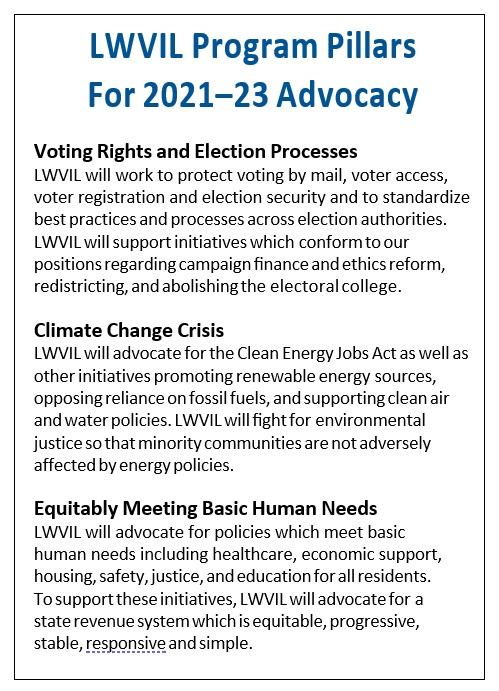 LWVIL Program Pillars
For 2021–23 Advocacy
Voting Rights and Election Processes
LWVIL will work to protect voting by mail, voter access,
voter registration and election security and to standardize
best practices and processes across election authorities.
LWVIL will support initiatives which conform to our
positions regarding campaign finance and ethics reform,
redistricting, and abolishing the electoral college.
Climate Change Crisis
LWVIL will advocate for the Clean Energy Jobs Act as well as
other initiatives promoting renewable energy sources,
opposing reliance on fossil fuels, and supporting clean air
and water policies. LWVIL will fight for environmental
justice so that minority communities are not adversely
affected by energy policies.
Equitably Meeting Basic Human Needs
LWVIL will advocate for policies which meet basic
human needs including healthcare, economic support,
housing, safety, justice, and education for all residents.
To support these initiatives, LWVIL will advocate for a
state revenue system which is equitable, progressive,
stable, responsive and simple.